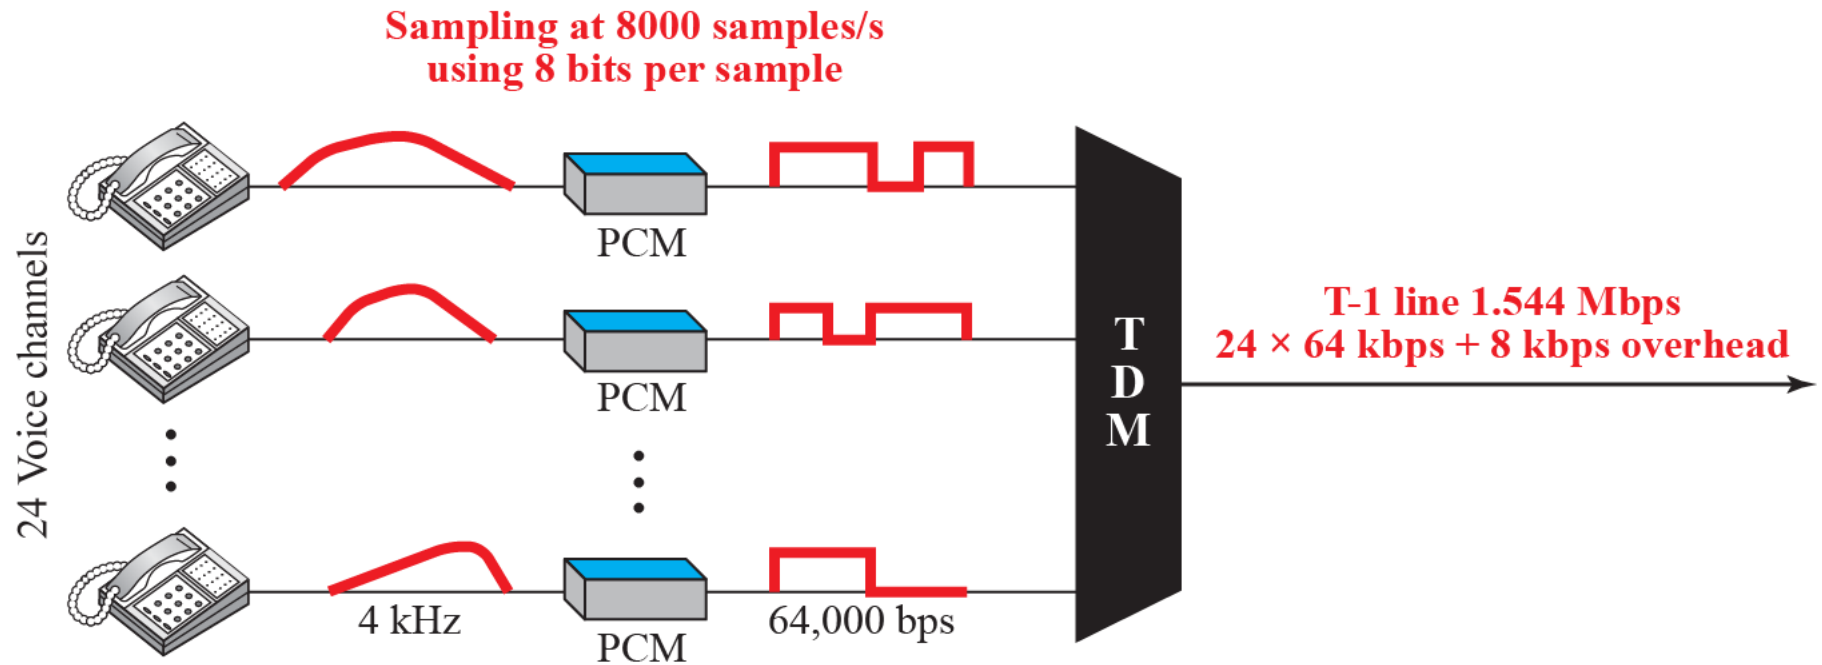 Sampling at 8000 samples/s
using 8 bits per sample
24 Voice channels
PCM
PCM
4 kHz
PCM
64,000 bps
T
D
M
T-1 line 1.544 Mbps
24 × 64 kbps + 8 kbps overhead